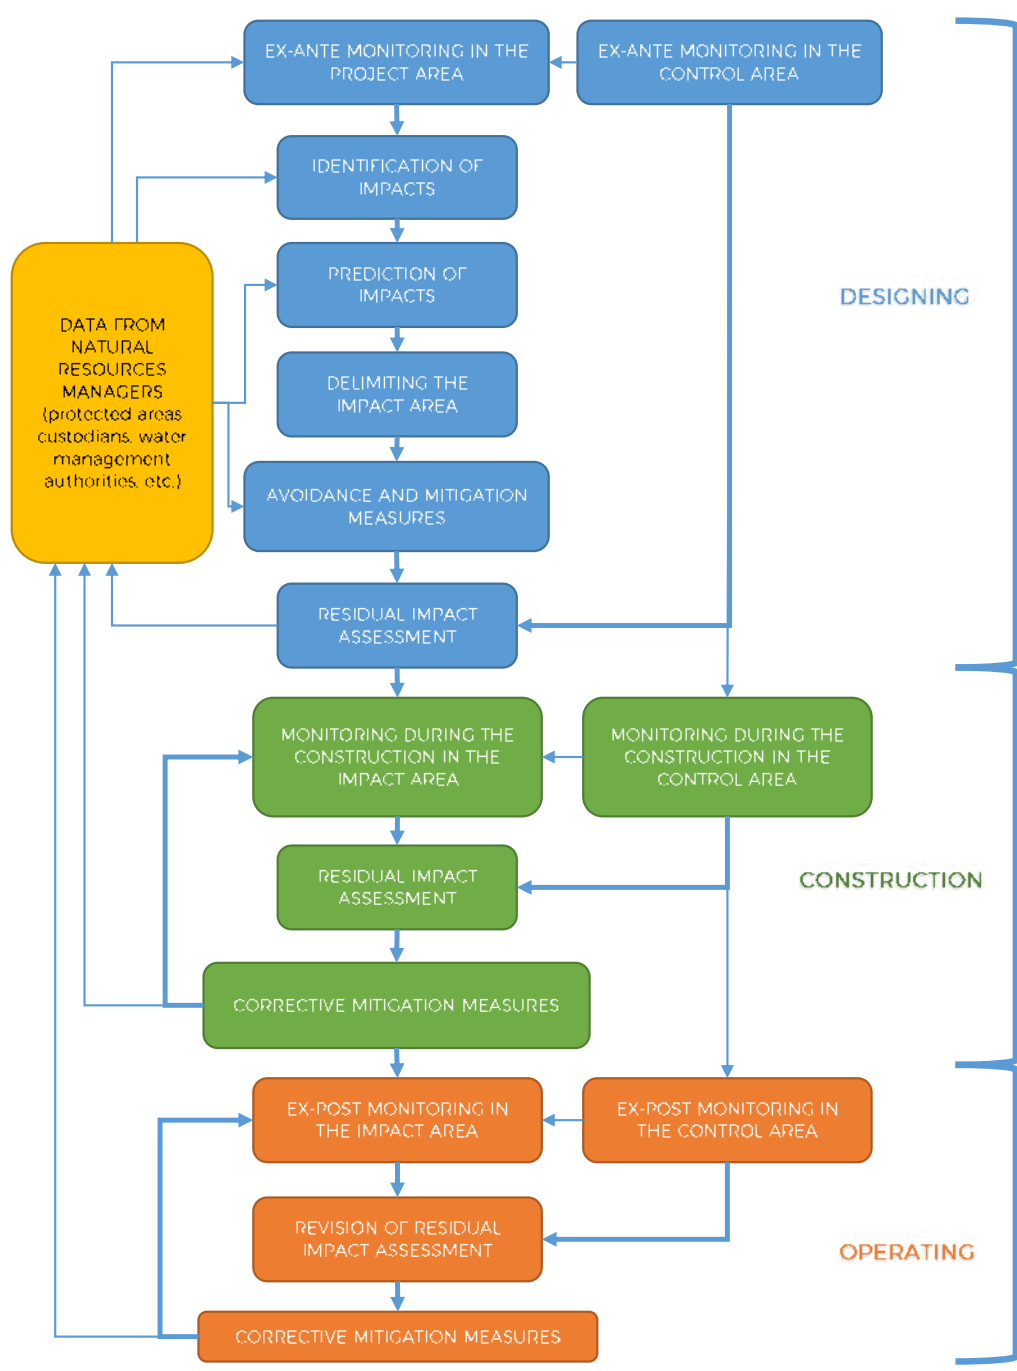 EX-ANTE MONITORING IN THE
PROJECT AREA
EX-ANTE MONITORING IN THE
CONTROL AREA
IDENTIFICATION OF
IMPACTS
PREDICTION OF
IMPACTS
DESIGNING
DATA FROM
NATURAL
RESOURCES
MANAGERS
(protected areas
custodians, water
management
authorities, etc.)
DELIMITING THE
IMPACT AREA
AVOIDANCE AND MITIGATION
MEASURES
RESIDUAL IMPACT
ASSESSMENT
MONITORING DURING THE
CONSTRUCTION IN THE
IMPACT AREA
MONITORING DURING THE
CONSTRUCTION IN THE
CONTROL AREA
RESIDUAL IMPACT
ASSESSMENT
CONSTRUCTION
CORRECTIVE MITIGATION MEASURES
EX-POST MONITORING IN
THE IMPACT AREA
EX-POST MONITORING IN
THE CONTROL AREA
REVISION OF RESIDUAL
IMPACT ASSESSMENT
OPERATING
CORRECTIVE MITIGATION MEASURES